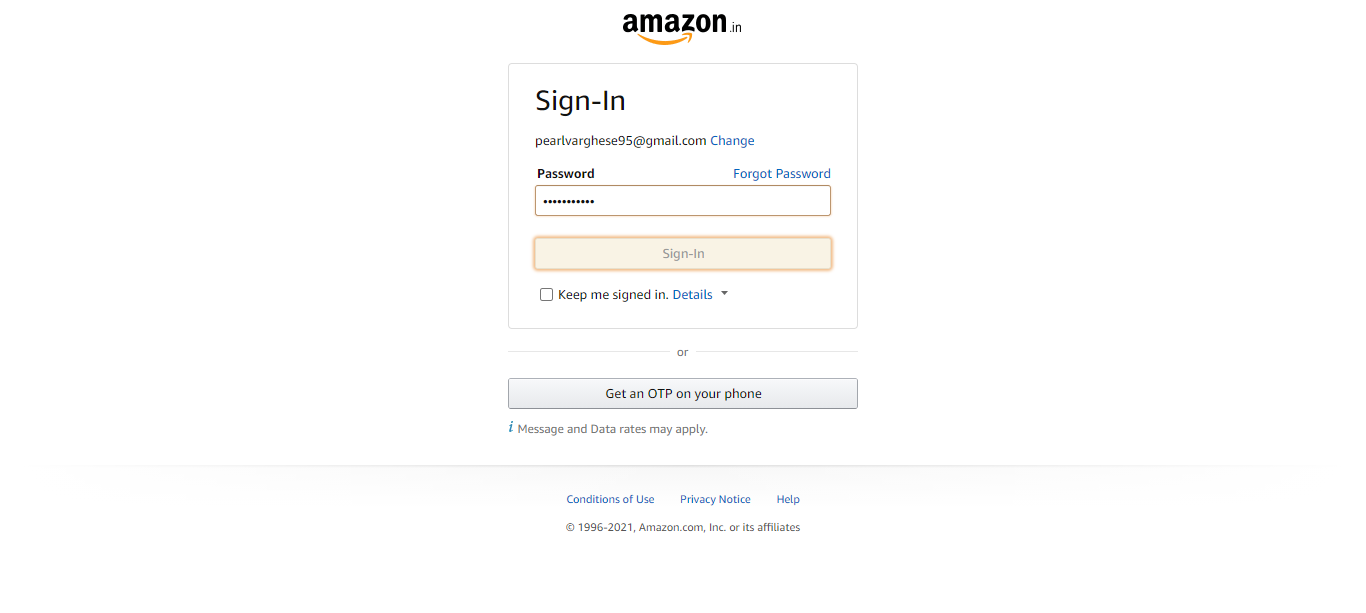 amazon.in
Sign-In
pearlvarghese95@gmail.com Change
Password Forgot Password
•••••••••••
Sign-In
Keep me signed in. Details
or
Get an OTP on your phone
i Message and Data rates may apply.
Conditions of Use Privacy Notice Help
© 1996-2021, Amazon.com, Inc. or its affiliates